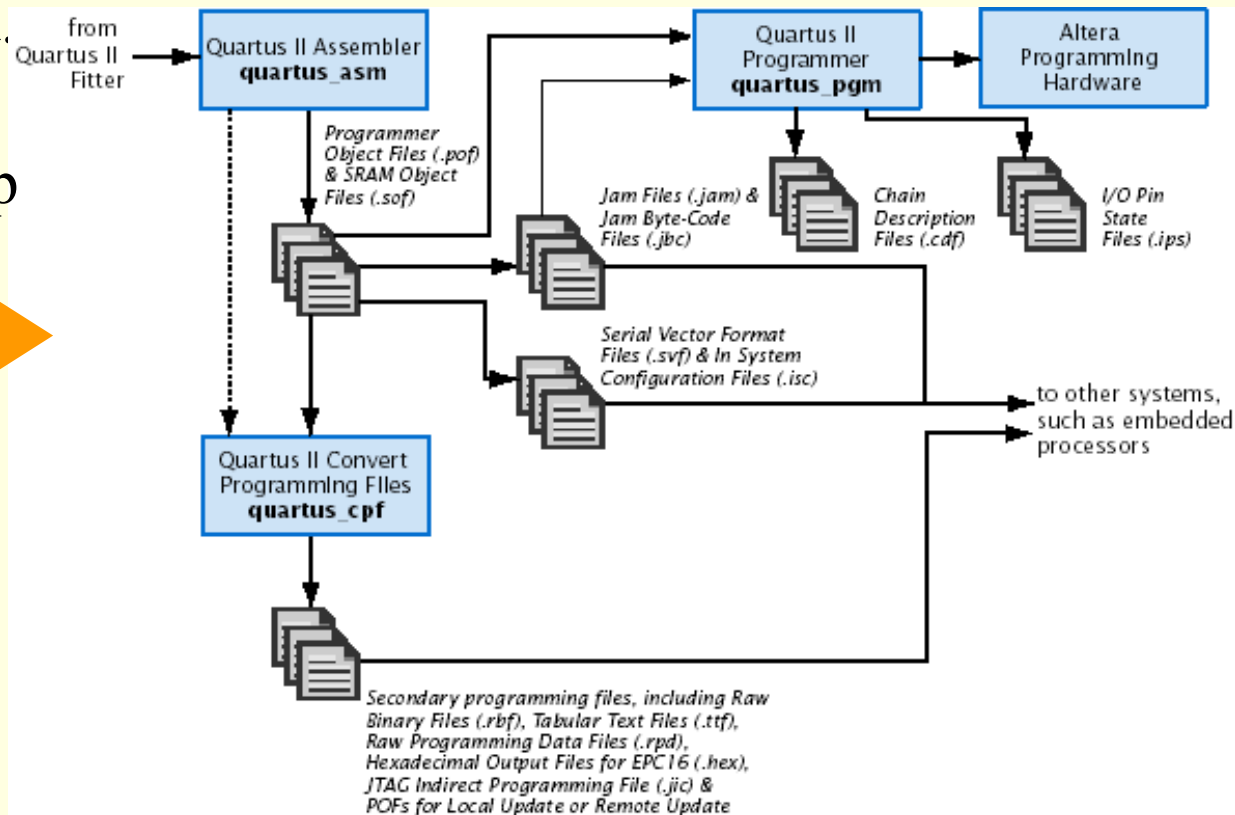 from
Quartus II
Fitter
Quartus II Assembler
quartus_asm
Quartus II
Programmer
quartus_pgm
Altera
Programming
Hardware
Programmer
Object Files (.pof)
& SRAM Object
Files (.sof)
p
Jam Files (.jam) &
Jam Byte-Code
Files (.jbc)
Chain
Description
Files (.cdf)
I/O Pin
State
Files (.ips)
Serial Vector Format
Files (.svf) & In System
Configuration Files (.isc)
to other systems,
such as embedded
processors
Quartus II Convert
Programming Files
quartus_cpf
Secondary programming files, including Raw
Binary Files (.rbf), Tabular Text Files (.ttf),
Raw Programming Data Files (.rpd),
Hexadecimal Output Files for EPC16 (.hex),
JTAG Indirect Programming File (.jic) &
POFs for Local Update or Remote Update